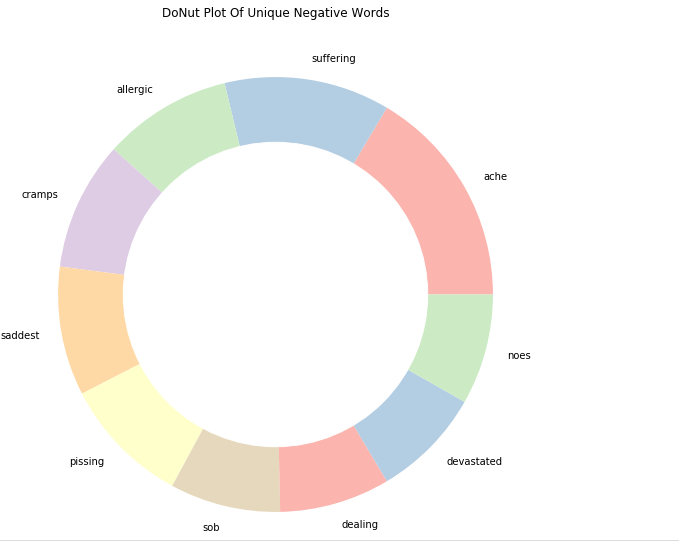 DoNut Plot Of Unique Negative Words
suffering
allergic
ache
cramps
saddest
noes
pissing
devastated
sob
dealing